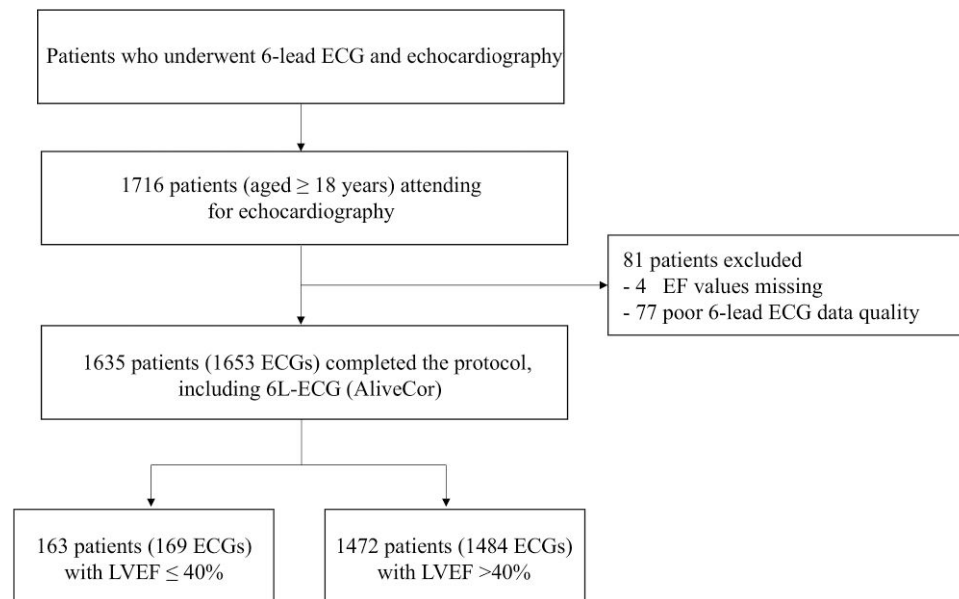 Patients who underwent 6-lead ECG and echocardiography
1716 patients (aged ≥ 18 years) attending
for echocardiography
81 patients excluded
- 4 EF values missing
- 77 poor 6-lead ECG data quality
1635 patients (1653 ECGs) completed the protocol,
including 6L-ECG (AliveCor)
163 patients (169 ECGs)
with LVEF ≤ 40%
1472 patients (1484 ECGs)
with LVEF >40%